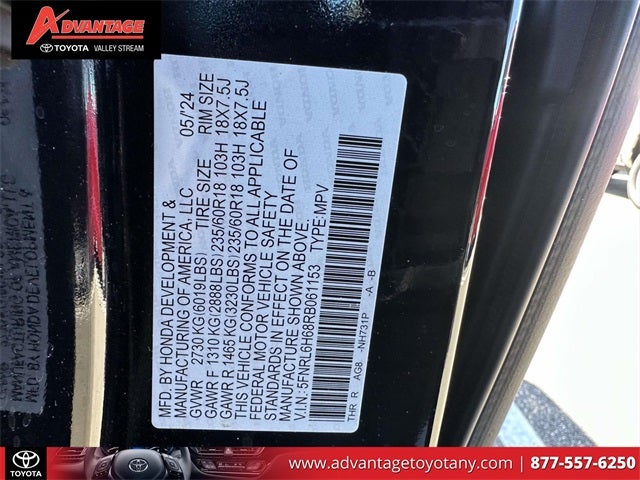 ADVANTAGE
TOYOTA VALLEY STREAM
MFD. BY HONDA DEVELOPMENT &
MANUFACTURING OF AMERICA, LLC 05/'24
GVWR 2730 KG(6019LBS) TIRE SIZE RIM SIZE
GAWR F 1310 KG(2888LBS) 235/60R18 103H 18X7.5J
GAWR R 1465 KG(3230LBS) 235/60R18 103H 18X7.5J
THIS VEHICLE CONFORMS TO ALL APPLICABLE
FEDERAL MOTOR VEHICLE SAFETY
STANDARDS IN EFFECT ON THE DATE OF
MANUFACTURE SHOWN ABOVE.
V.I.N: 5FNRL6H68RB061153 TYPE:MPV
THR R AG8 -NH731P -A -B
TOYOTA
www.advantagetoyotany.com 877-557-6250